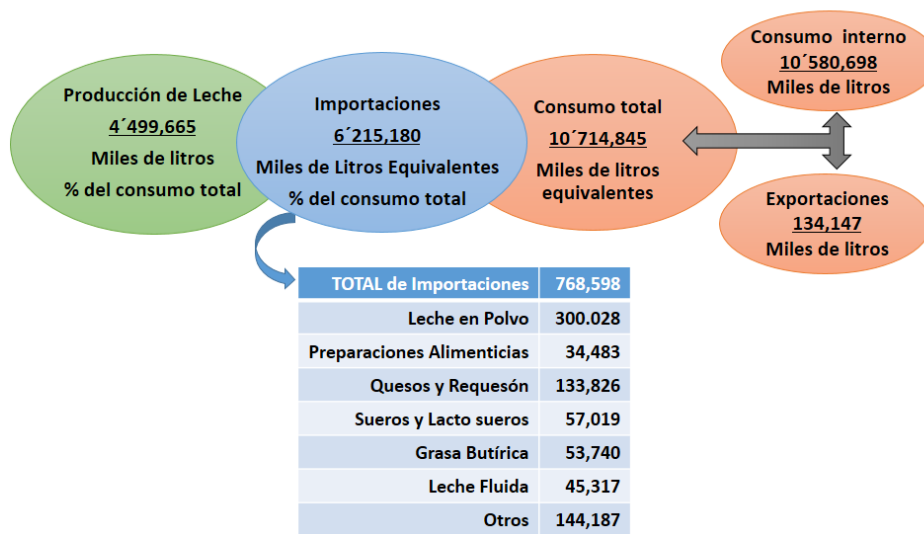 Producción de Leche
4´499,665
Miles de litros
% del consumo total
Importaciones
6´215,180
Miles de Litros Equivalentes
% del consumo total
Consumo total
10´714,845
Miles de litros
equivalentes
Consumo interno
10´580,698
Miles de litros
Exportaciones
134,147
Miles de litros
TOTAL de Importaciones 768,598
Leche en Polvo 300.028
Preparaciones Alimenticias 34,483
Quesos y Requesón 133,826
Sueros y Lacto sueros 57,019
Grasa Butírica 53,740
Leche Fluida 45,317
Otros 144,187